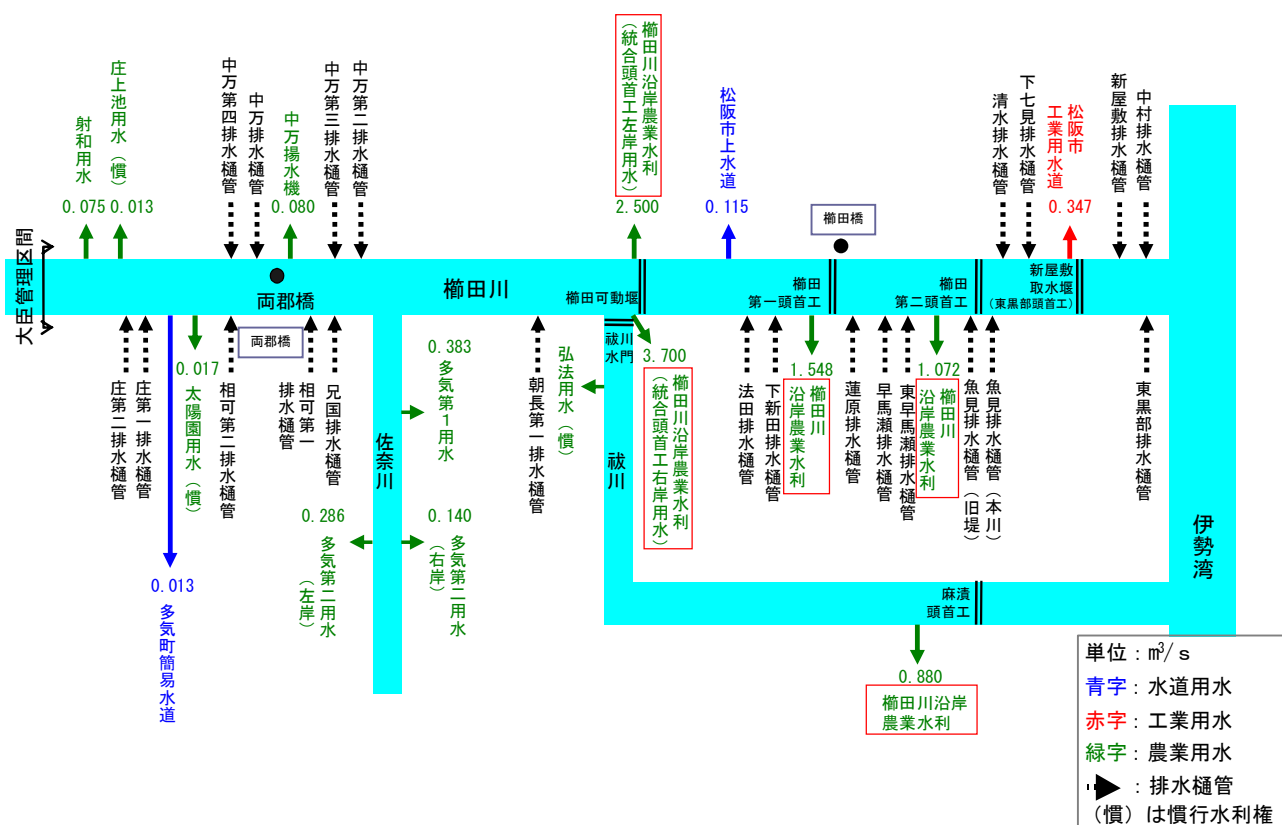 大臣管理区間
射和用水
0.075
庄上池用水（慣）
0.013
中万第四排水樋管
中万排水樋管
中万揚水機
0.080
中万第三排水樋管
中万第二排水樋管
櫛田川沿岸農業水利
（統合頭首工左岸用水）
2.500
松阪市上水道
0.115
櫛田橋
清水排水樋管
下七見排水樋管
松阪市
工業用水道
0.347
新屋敷排水樋管
中村排水樋管
両郡橋
櫛田川
櫛田可動堰
櫛田
第一頭首工
櫛田
第二頭首工
新屋敷
取水堰
（東黒部頭首工）
庄第二排水樋管
庄第一排水樋管
0.013
多気町簡易水道
0.017
太陽園用水（慣）
相可第二排水樋管
両郡橋
相可第一
排水樋管
兄国排水樋管
佐奈川
0.383
多気第１用水
0.286
多気第二用水
（左岸）
0.140
多気第二用水
（右岸）
朝長第一排水樋管
弘法用水（慣）
祓川
水門
祓川
3.700
櫛田川沿岸農業水利
（統合頭首工右岸用水）
法田排水樋管
下新田排水樋管
1.548
櫛田川
沿岸農業水利
蓮原排水樋管
早馬瀬排水樋管
東早馬瀬排水樋管
1.072
櫛田川
沿岸農業水利
魚見排水樋管（旧堤）
魚見排水樋管（本川）
東黒部排水樋管
伊勢湾
麻漬
頭首工
0.880
櫛田川沿岸
農業水利
単位：m³/ｓ
青字：水道用水
赤字：工業用水
緑字：農業用水
：排水樋管
（慣）は慣行水利権